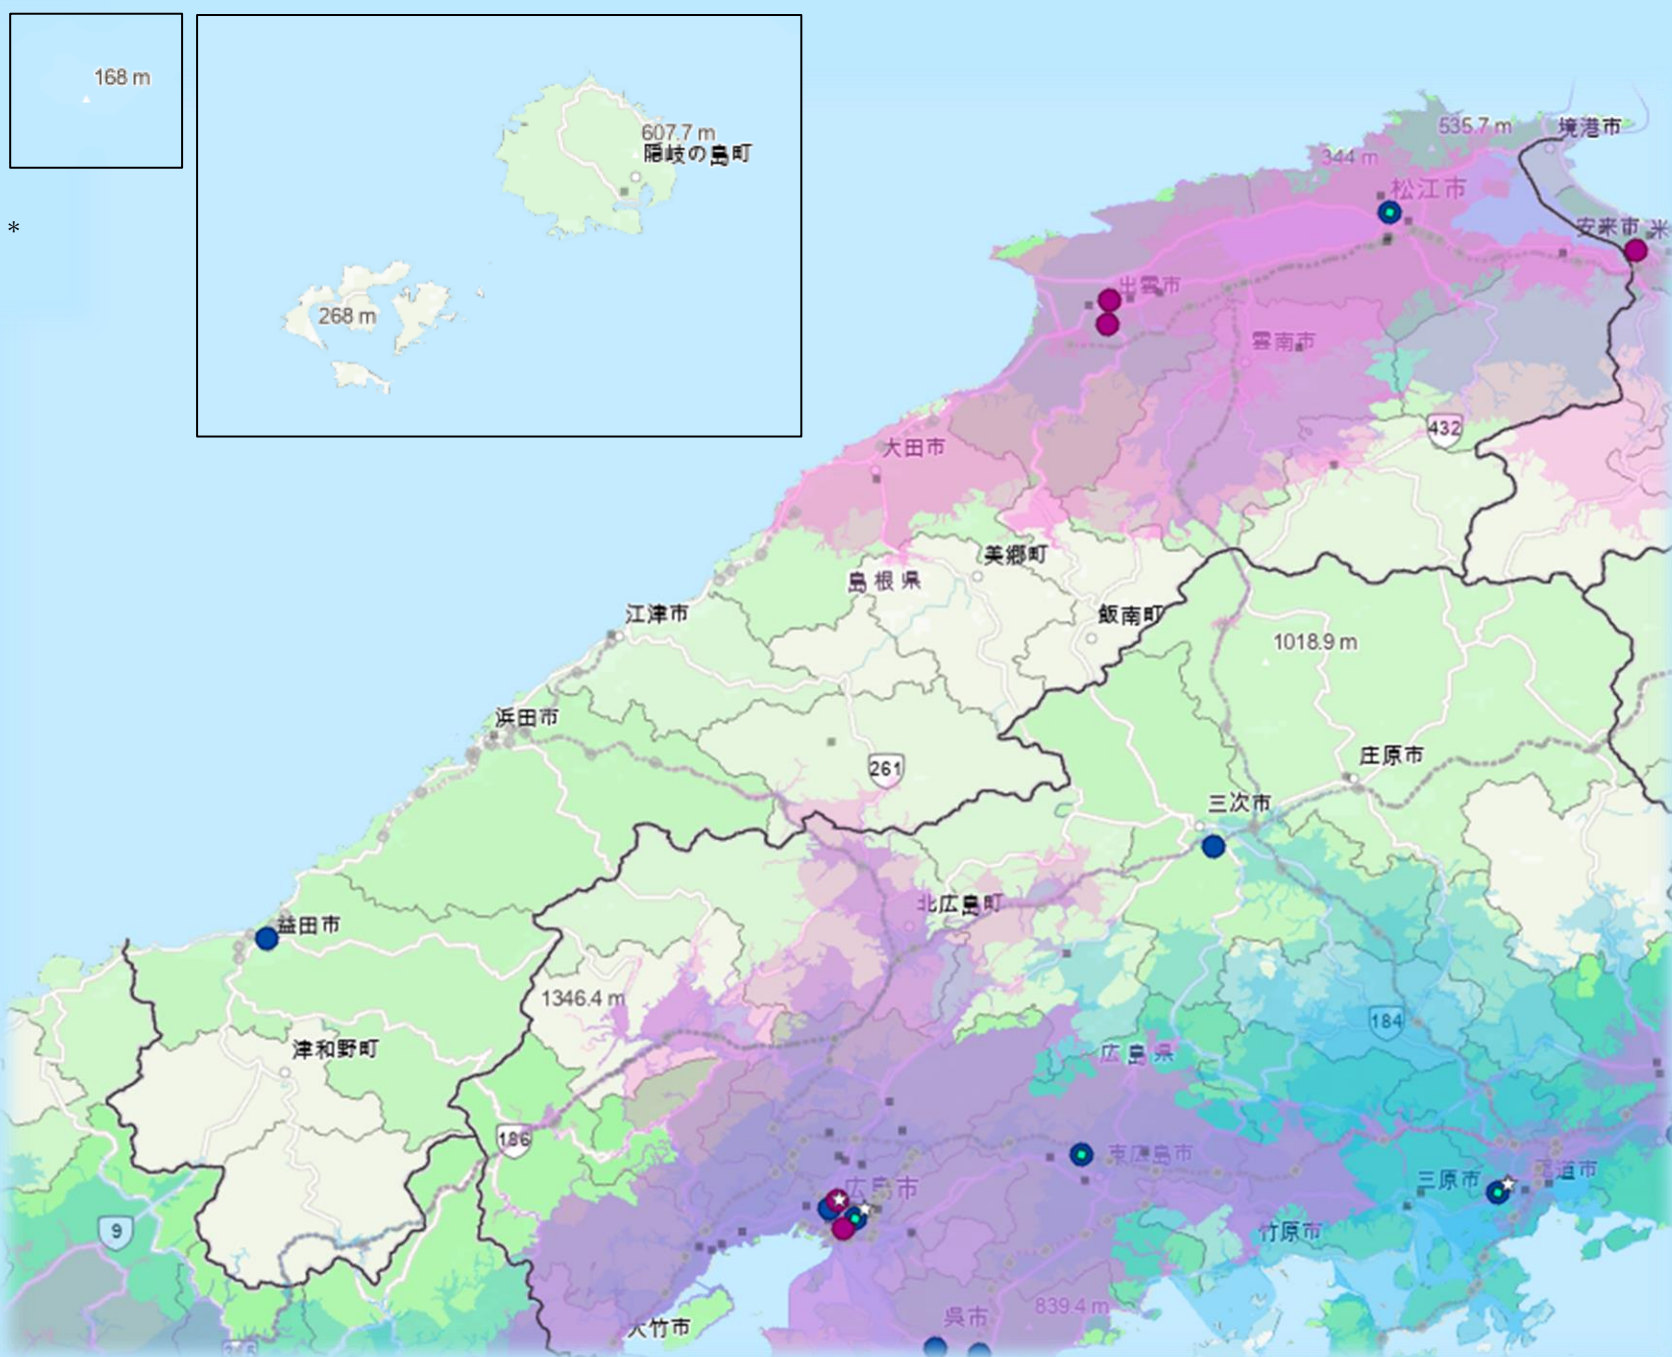 168 m
607.7 m
隠岐の島町
268 m
*
535.7 m
境港市
344 m
松江市
安来市 米
出雲市
雲南市
432
大田市
美郷町
島根県
江津市
飯南町
1018.9 m
浜田市
261
庄原市
三次市
北広島町
益田市
1346.4 m
184
津和野町
広島県
186
東広島市
広島市
三原市
尾道市
9
竹原市
839.4 m
呉市
大竹市